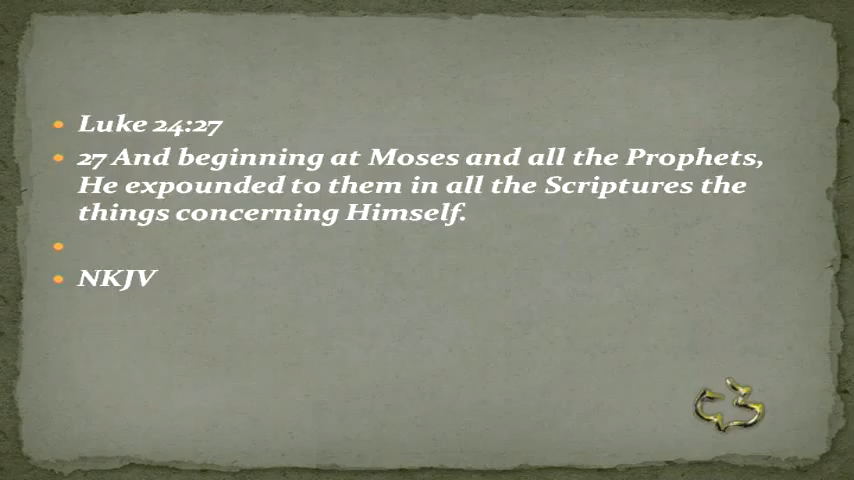 Luke 24:27
27 And beginning at Moses and all the Prophets,
He expounded to them in all the Scriptures the
things concerning Himself.
NKJV